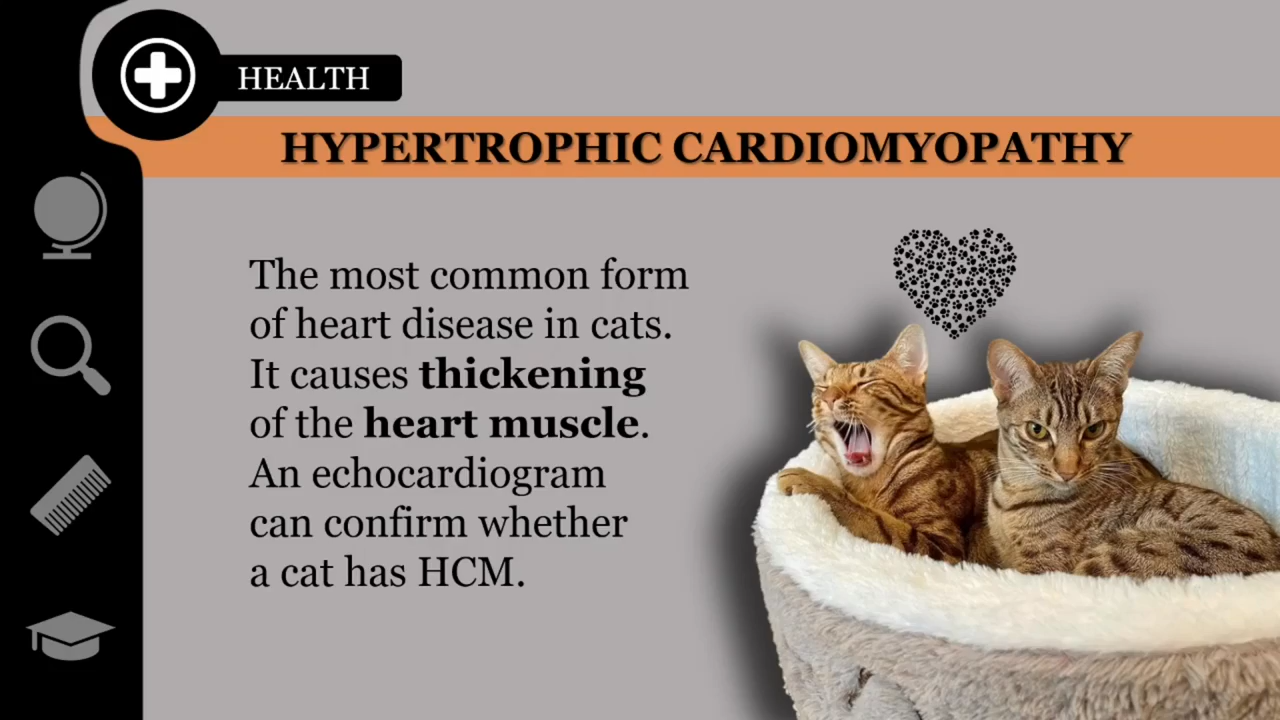 HEALTH
HYPERTROPHIC CARDIOMYOPATHY
The most common form
of heart disease in cats.
It causes thickening
of the heart muscle.
An echocardiogram
can confirm whether
a cat has HCM.